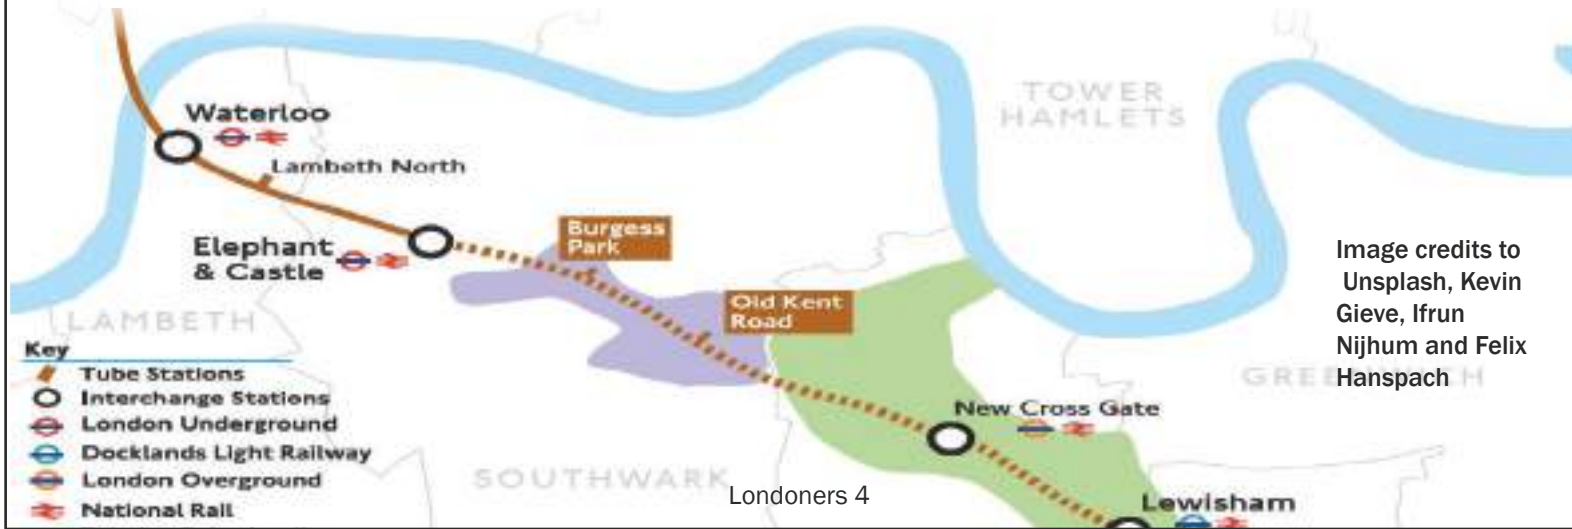 TOWER
HAMLETS
Waterloo
Lambeth North
Burgess
Park
Elephant
& Castle
Image credits to
Unsplash, Kevin
Gieve, Ifrun
Nijhum and Felix
Hanspach
Old Kent
Road
LAMBETH
GREENWICH
Key
Tube Stations
Interchange Stations
London Underground
Docklands Light Railway
London Overground
National Rail
New Cross Gate
SOUTHWARK
Londoners 4
Lewisham